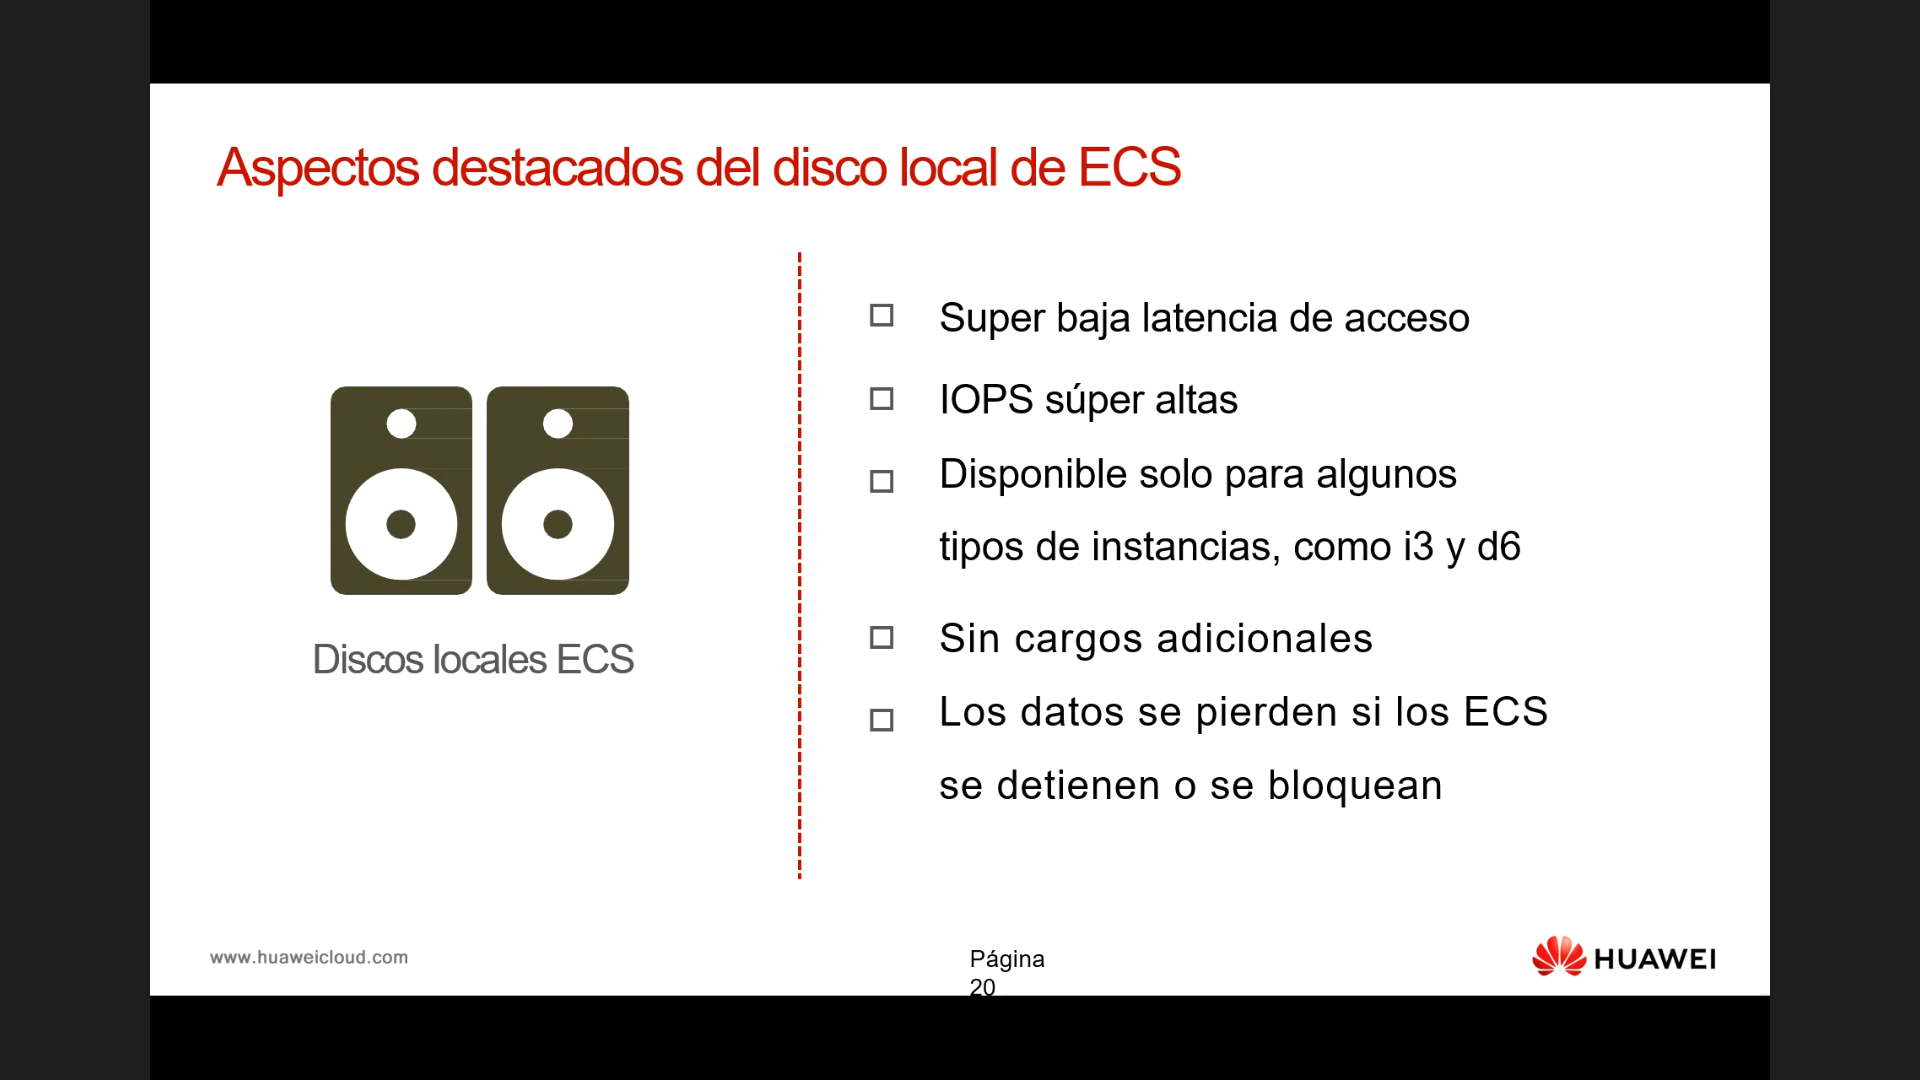 Aspectos destacados del disco local de ECS
Discos locales ECS
Super baja latencia de acceso
IOPS súper altas
Disponible solo para algunos
tipos de instancias, como i3 y d6
Sin cargos adicionales
Los datos se pierden si los ECS
se detienen o se bloquean
www.huaweicloud.com
Página
20
HUAWEI